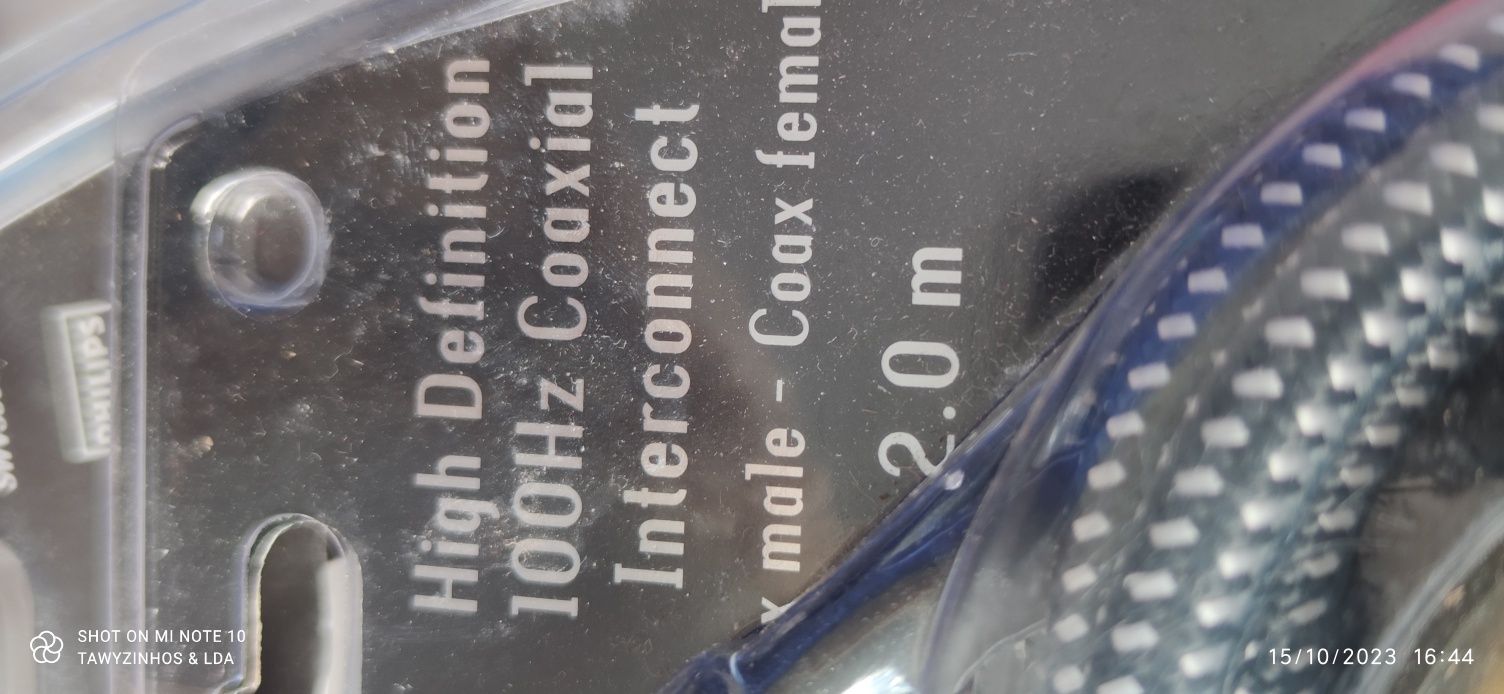 High Definition
100Hz Coaxial
Interconnect
x male - Coax femal
2.0 m
PHILIPS
SHOT ON MI NOTE 10
TAWYZINHOS & LDA
15/10/2023 16:44